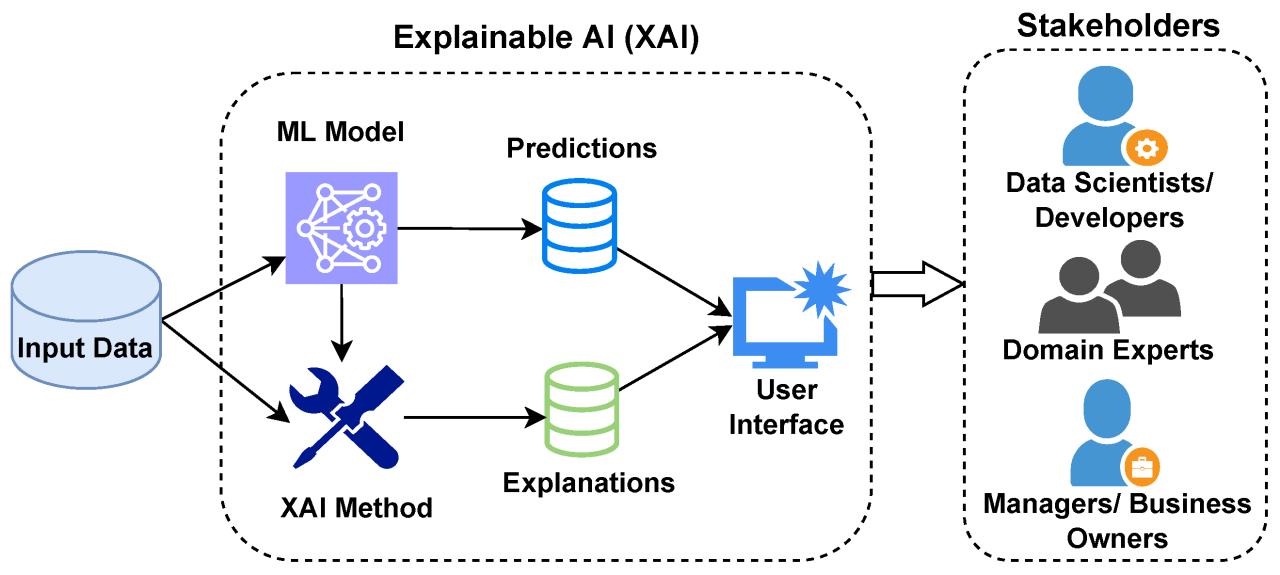 Explainable AI (XAI)
Stakeholders
ML Model
Predictions
Input Data
XAI Method
Explanations
User
Interface
Data Scientists/
Developers
Domain Experts
Managers/ Business
Owners